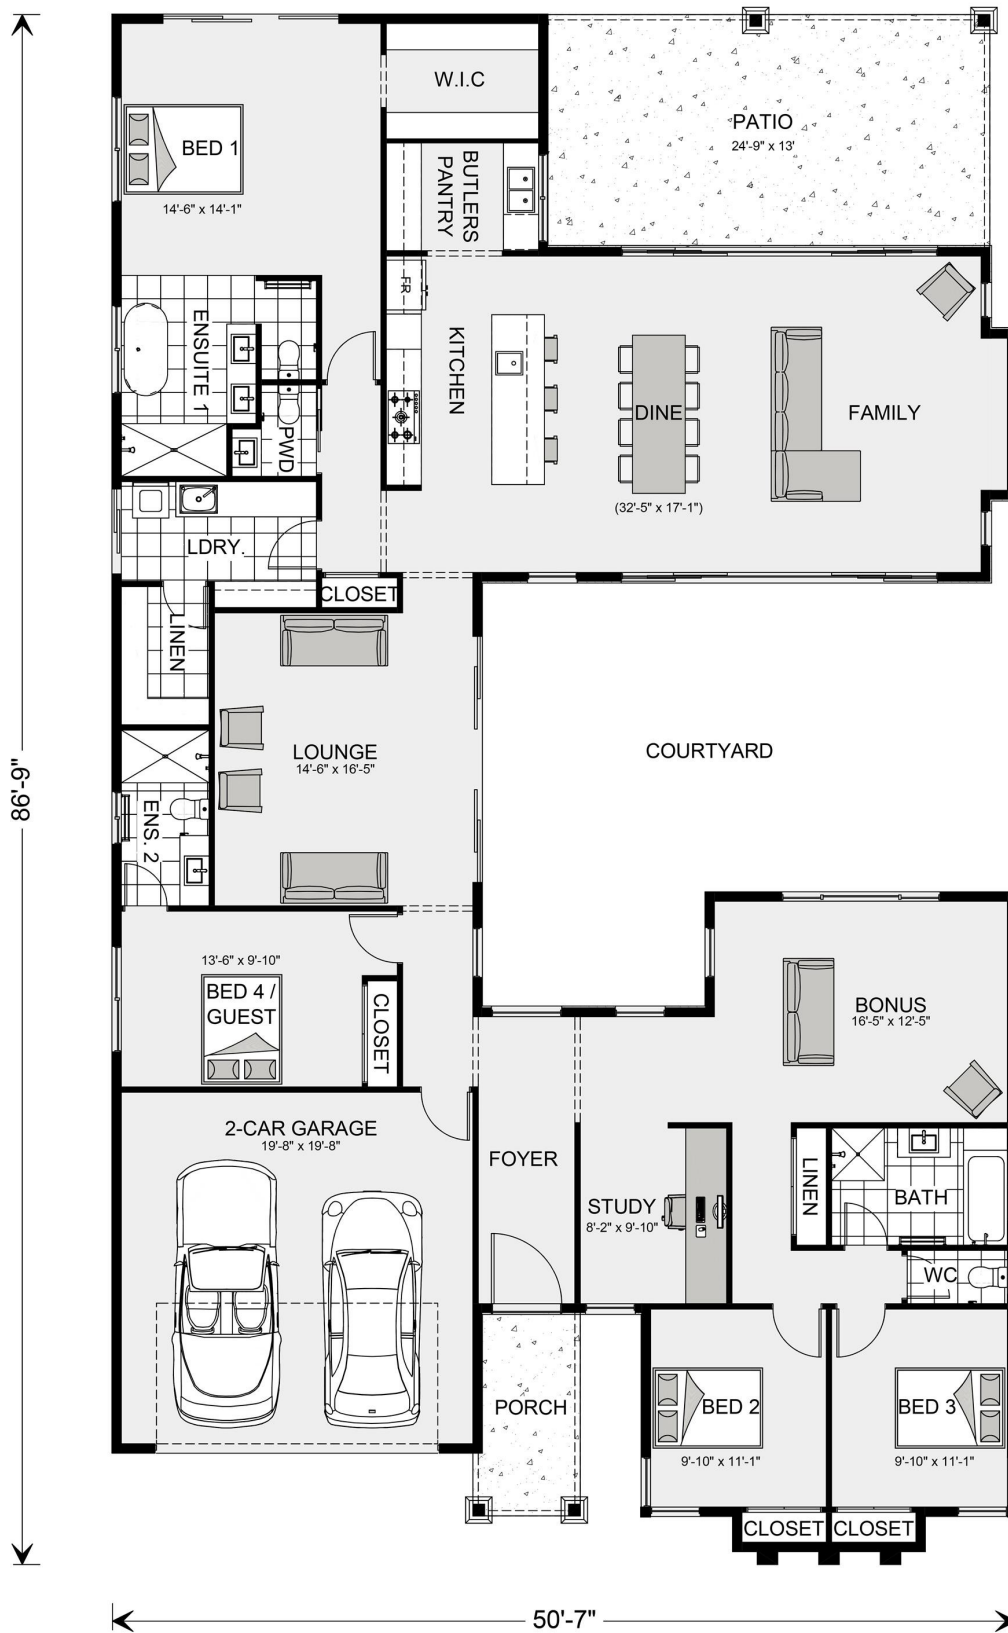 W.I.C
PATIO
24'-9" x 13'
BED 1
14'-6" x 14'-1"
BUTLERS
PANTRY
FR
ENSUITE 1
KITCHEN
DINE
FAMILY
(32'-5" x 17'-1")
PWD
LDRY.
CLOSET
LINEN
LOUNGE
14'-6" x 16'-5"
COURTYARD
86'-9"
ENS. 2
13'-6" x 9'-10"
BED 4 /
GUEST
CLOSET
BONUS
16'-5" x 12'-5"
2-CAR GARAGE
19'-8" x 19'-8"
FOYER
STUDY
8'-2" x 9'-10"
LINEN
BATH
WC
PORCH
BED 2
9'-10" x 11'-1"
BED 3
9'-10" x 11'-1"
CLOSET
CLOSET
50'-7"